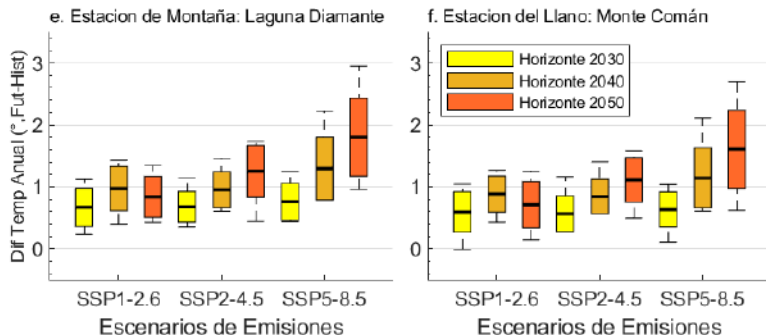 e. Estacion de Montaña: Laguna Diamante
Dif Temp Anual (°,Fut-Hist)
3
2
1
0
SSP1-2.6 SSP2-4.5 SSP5-8.5
Escenarios de Emisiones
f. Estacion del Llano: Monte Comán
Horizonte 2030
Horizonte 2040
Horizonte 2050
3
2
1
0
SSP1-2.6 SSP2-4.5 SSP5-8.5
Escenarios de Emisiones